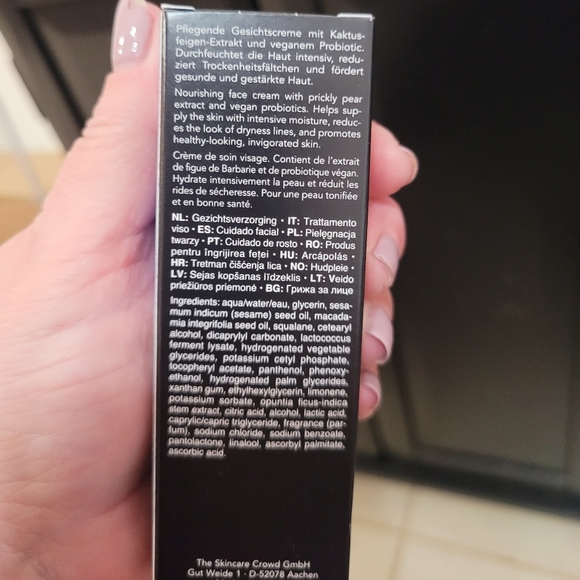 Pflegende Gesichtscreme mit Kaktus-
feigen-Extrakt und veganem Probiotic.
Durchfeuchtet die Haut intensiv, redu-
ziert Trockenheitsfältchen und fördert
gesunde und gestärkte Haut.
Nourishing face cream with prickly pear
extract and vegan probiotics. Helps sup-
ply the skin with intensive moisture, reduc-
es the look of dryness lines, and promotes
healthy-looking, invigorated skin.
Crème de soin visage. Contient de l'extrait
de figue de Barbarie et de probiotique végan.
Hydrate intensivement la peau et réduit les
rides de sécheresse. Pour une peau tonifiée
et en bonne santé.
NL: Gezichtsverzorging • IT: Trattamento
viso • ES: Cuidado facial • PL: Pielęgnacja
twarzy • PT: Cuidado de rosto • RO: Produs
pentru îngrijirea feței • HU: Arcápolás •
HR: Tretman čišćenja lica • NO: Hudpleie •
LV: Sejas kopšanas līdzeklis • LT: Veido
priežiūros priemonė • BG: Грижа за лице
Ingredients: aqua/water/eau, glycerin, sesa-
mum indicum (sesame) seed oil, macada-
mia integrifolia seed oil, squalane, cetearyl
alcohol, dicaprylyl carbonate, lactococcus
ferment lysate, hydrogenated vegetable
glycerides, potassium cetyl phosphate,
tocopheryl acetate, panthenol, phenoxy-
ethanol, hydrogenated palm glycerides,
xanthan gum, ethylhexylglycerin, limonene,
potassium sorbate, opuntia ficus-indica
stem extract, citric acid, alcohol, lactic acid,
caprylic/capric triglyceride, fragrance (par-
fum), sodium chloride, sodium benzoate,
pantolactone, linalool, ascorbyl palmitate,
ascorbic acid.
The Skincare Crowd GmbH
Gut Weide 1 · D-52078 Aachen